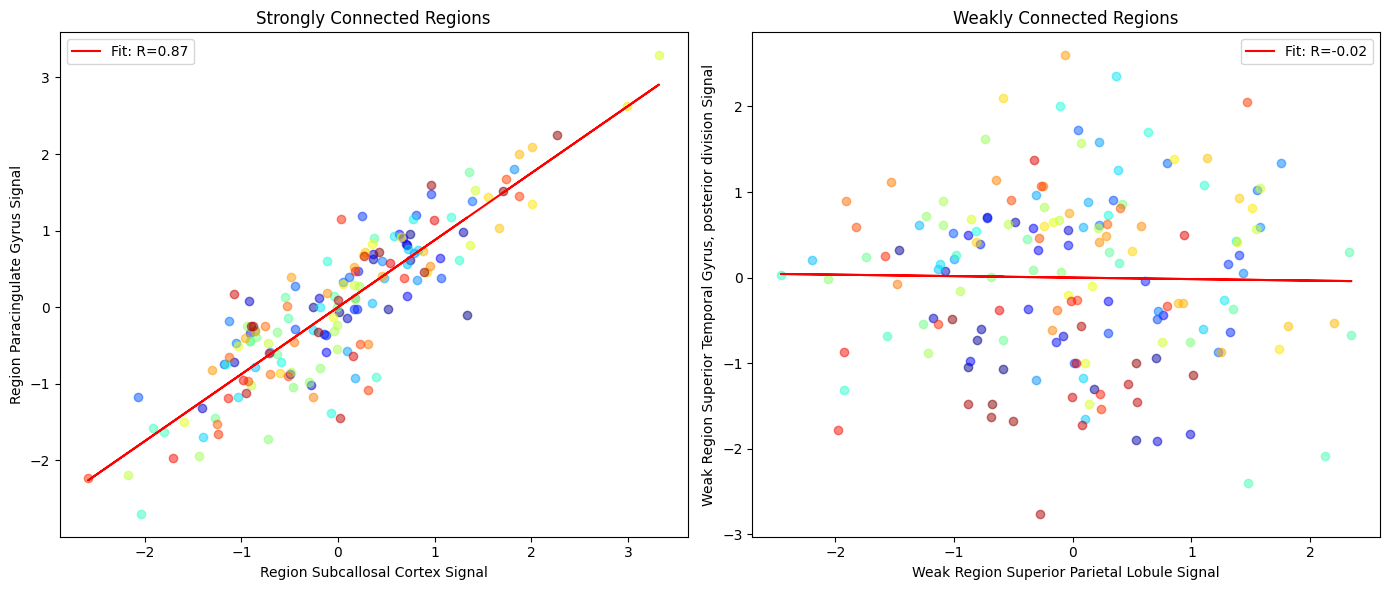 Strongly Connected Regions
Fit: R=0.87
Region Paracingulate Gyrus Signal
3
2
1
0
−1
−2
−2
−1
0
1
2
3
Region Subcallosal Cortex Signal
Weakly Connected Regions
Fit: R=-0.02
Weak Region Superior Temporal Gyrus, posterior division Signal
2
1
0
−1
−2
−3
−2
−1
0
1
2
Weak Region Superior Parietal Lobule Signal